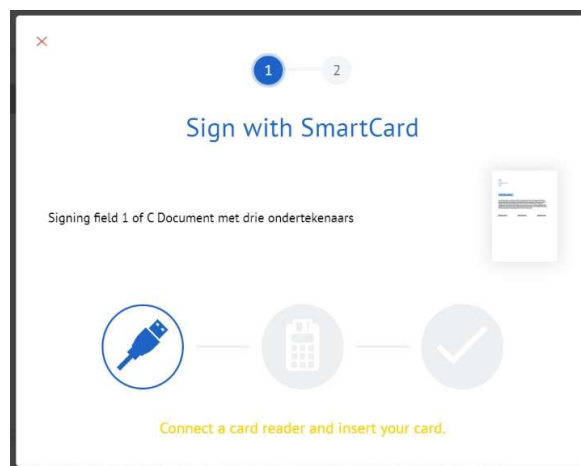 1
2
Sign with SmartCard
Signing field 1 of C Document met drie ondertekenaars
Connect a card reader and insert your card.